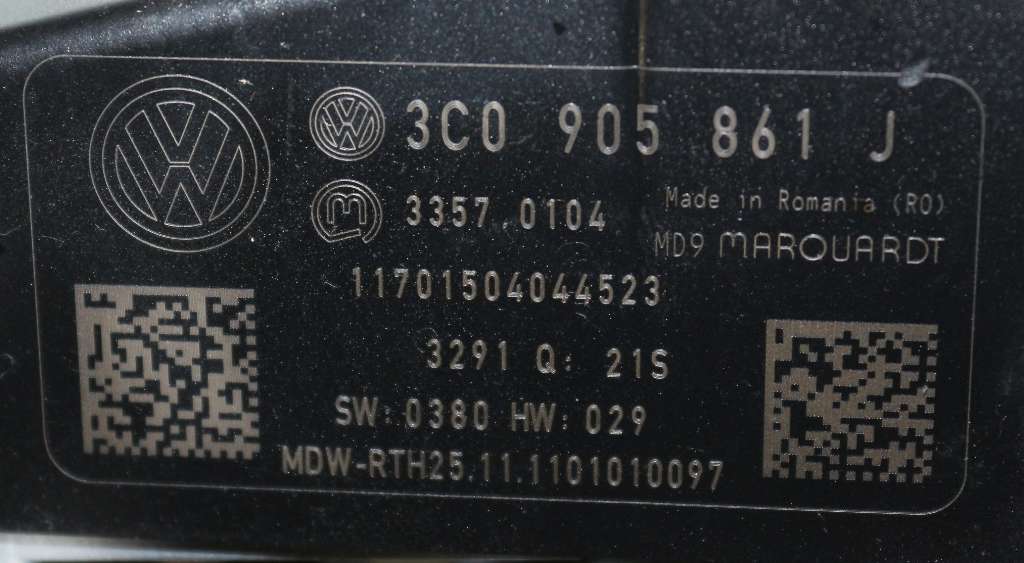 3C0 905 861 J
3357.0104
Made in Romania (RO)
MD9 MARQUARDT
11701504044523
3291 Q: 21S
SW:0380 HW:029
MDW-RTH25.11.1101010097